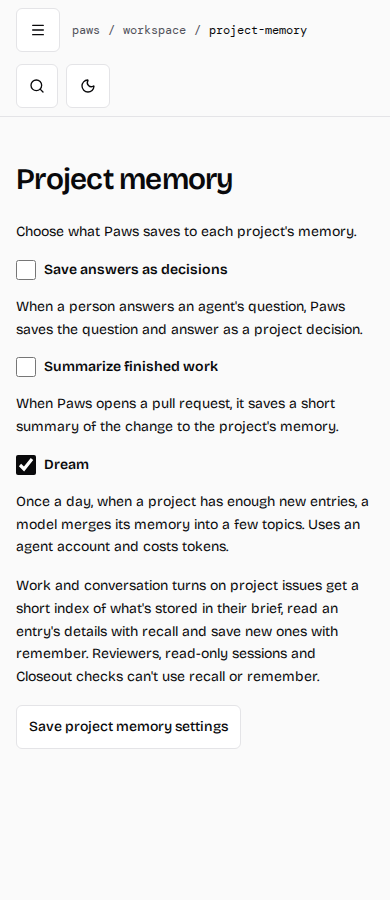 paws / workspace / project-memory
Project memory
Choose what Paws saves to each project's memory.
Save answers as decisions
When a person answers an agent's question, Paws
saves the question and answer as a project decision.
Summarize finished work
When Paws opens a pull request, it saves a short
summary of the change to the project's memory.
Dream
Once a day, when a project has enough new entries, a
model merges its memory into a few topics. Uses an
agent account and costs tokens.
Work and conversation turns on project issues get a
short index of what's stored in their brief, read an
entry's details with recall and save new ones with
remember. Reviewers, read-only sessions and
Closeout checks can't use recall or remember.
Save project memory settings